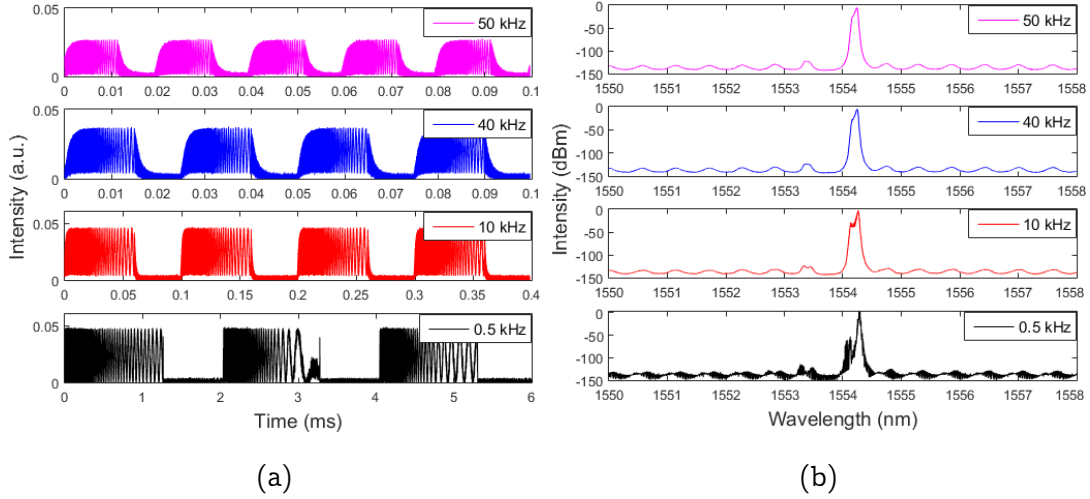 0.05
0
50 kHz
0 0.01 0.02 0.03 0.04 0.05 0.06 0.07 0.08 0.09 0.1
0.05
0
40 kHz
0 0.01 0.02 0.03 0.04 0.05 0.06 0.07 0.08 0.09 0.1
0.05
0
10 kHz
0 0.05 0.1 0.15 0.2 0.25 0.3 0.35 0.4
0.05
0
0.5 kHz
0 1 2 3 4 5 6
Intensity (a.u.)
Time (ms)
(a)
0
-50
-100
-150
50 kHz
1550 1551 1552 1553 1554 1555 1556 1557 1558
0
-50
-100
-150
40 kHz
1550 1551 1552 1553 1554 1555 1556 1557 1558
0
-50
-100
-150
10 kHz
1550 1551 1552 1553 1554 1555 1556 1557 1558
0
-50
-100
-150
0.5 kHz
1550 1551 1552 1553 1554 1555 1556 1557 1558
Intensity (dBm)
Wavelength (nm)
(b)